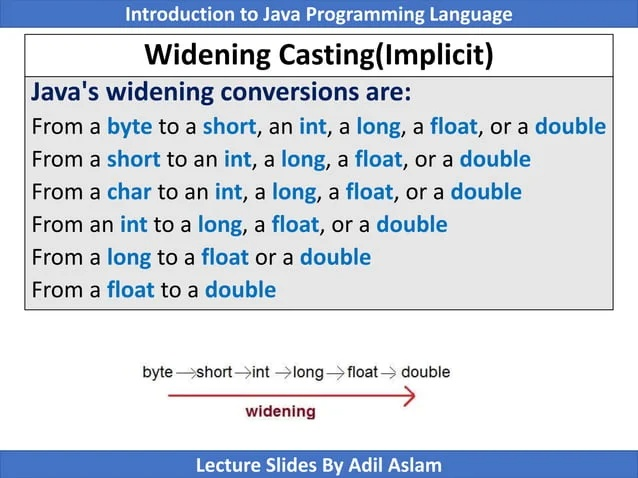 Introduction to Java Programming Language
Widening Casting(Implicit)
Java's widening conversions are:
From a byte to a short, an int, a long, a float, or a double
From a short to an int, a long, a float, or a double
From a char to an int, a long, a float, or a double
From an int to a long, a float, or a double
From a long to a float or a double
From a float to a double
byte → short → int → long → float → double
widening
Lecture Slides By Adil Aslam